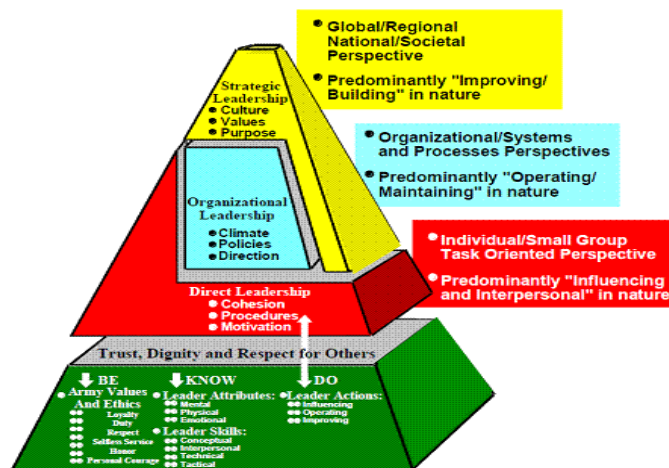 Global/Regional
National/Societal
Perspective
Predominantly "Improving/
Building" in nature
Strategic
Leadership
Culture
Values
Purpose
Organizational/Systems
and Processes Perspectives
Predominantly "Operating/
Maintaining" in nature
Organizational
Leadership
Climate
Policies
Direction
Individual/Small Group
Task Oriented Perspective
Predominantly "Influencing
and Interpersonal" in nature
Direct Leadership
Cohesion
Procedures
Motivation
Trust, Dignity and Respect for Others
BE
Army Values
And Ethics
Loyalty
Duty
Respect
Selfless Service
Honor
Personal Courage
KNOW
Leader Attributes:
Mental
Physical
Emotional
Leader Skills:
Conceptual
Interpersonal
Technical
Tactical
DO
Leader Actions:
Influencing
Operating
Improving